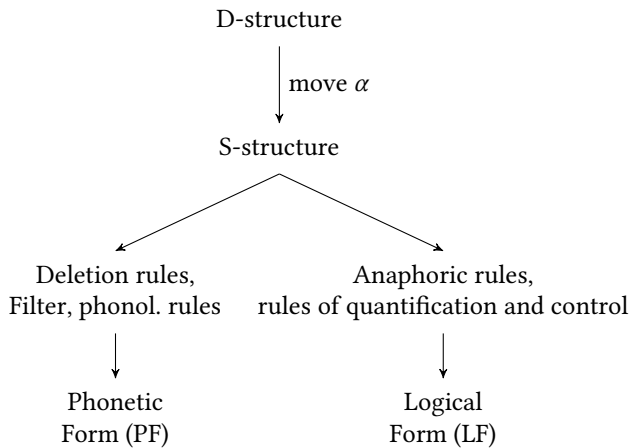 D-structure
move α
S-structure
Deletion rules,
Filter, phonol. rules
Anaphoric rules,
rules of quantification and control
Phonetic
Form (PF)
Logical
Form (LF)